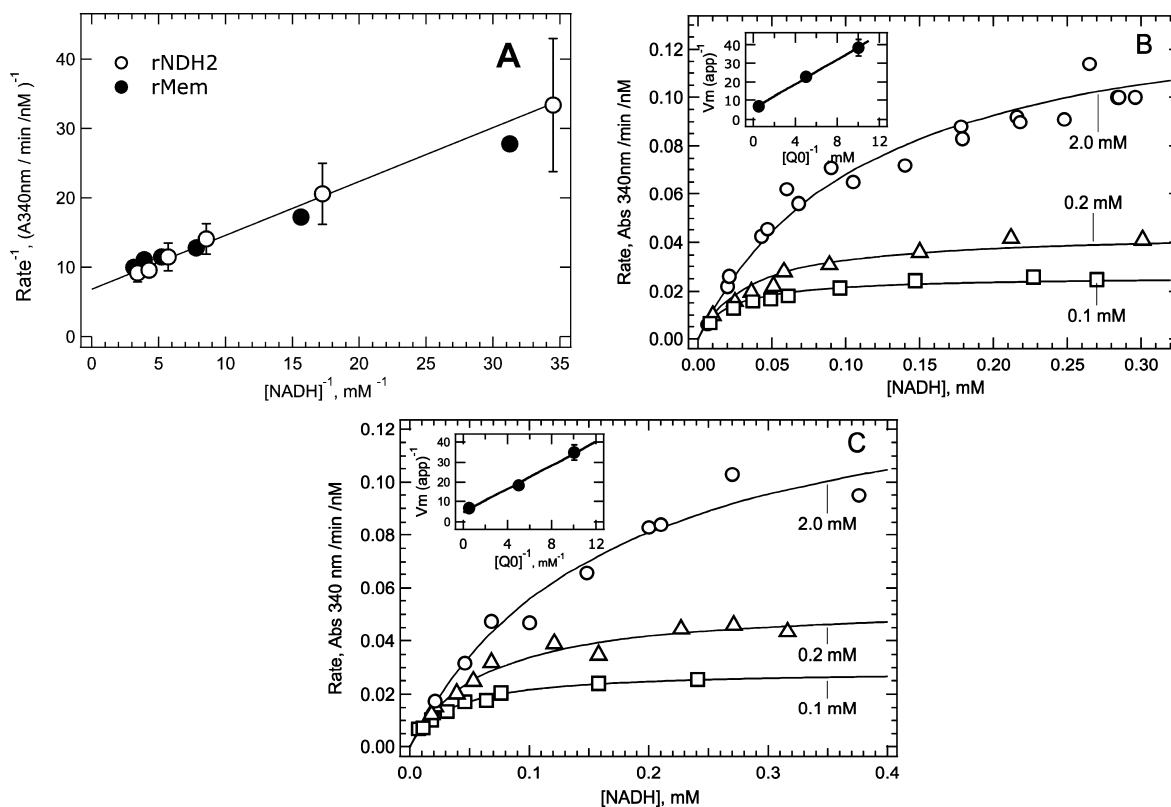 A
rNDH2
rMem
40
30
20
10
0
Rate⁻¹, (A340nm / min / nM )⁻¹
0 5 10 15 20 25 30 35
[NADH]⁻¹, mM ⁻¹
B
0.12
0.10
0.08
0.06
0.04
0.02
0.00
Rate, Abs 340nm /min /nM
40
30
20
10
0
Vm (app)⁻¹
0 4 8 12
[Q0]⁻¹ mM
2.0 mM
0.2 mM
0.1 mM
0.00 0.05 0.10 0.15 0.20 0.25 0.30
[NADH], mM
C
0.12
0.10
0.08
0.06
0.04
0.02
0.00
Rate, Abs 340 nm /min /nM
40
30
20
10
0
Vm (app)⁻¹
0 4 8 12
[Q0]⁻¹, mM⁻¹
2.0 mM
0.2 mM
0.1 mM
0.0 0.1 0.2 0.3 0.4
[NADH], mM